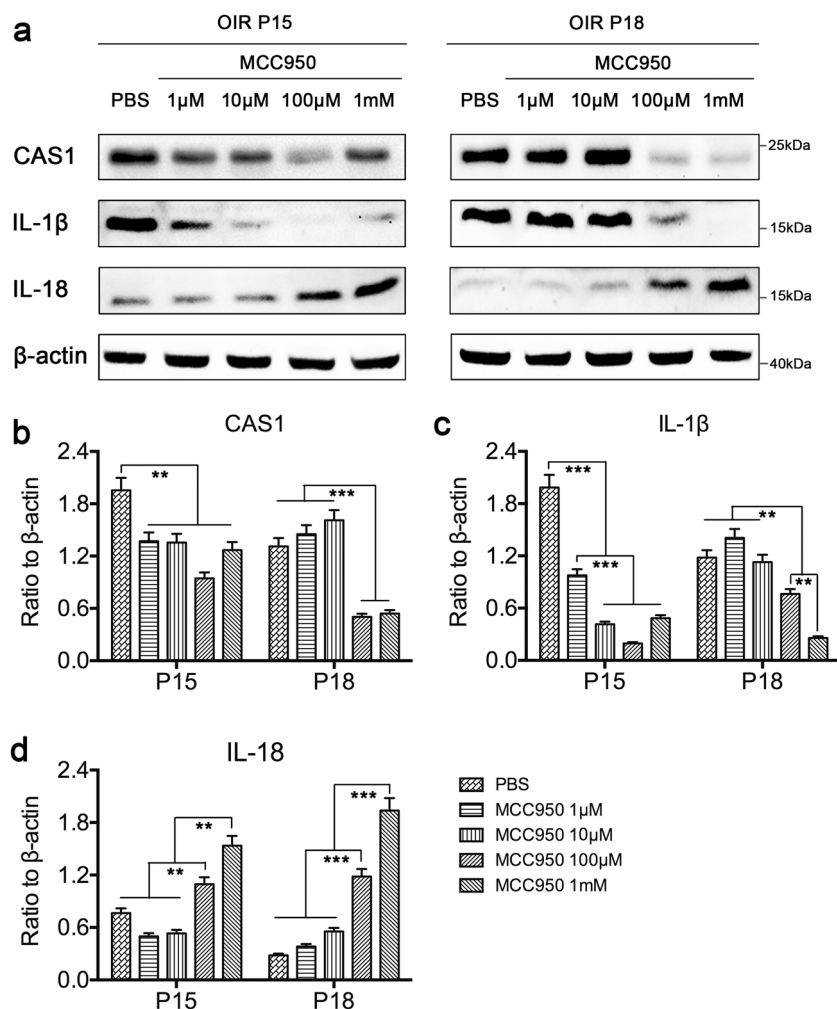 a
OIR P15
OIR P18
MCC950
MCC950
PBS 1μM 10μM 100μM 1mM
PBS 1μM 10μM 100μM 1mM
CAS1
25kDa
IL-1β
15kDa
IL-18
15kDa
β-actin
40kDa
b
CAS1
Ratio to β-actin
2.4
1.8
1.2
0.6
0.0
**
***
P15 P18
c
IL-1β
Ratio to β-actin
2.4
1.8
1.2
0.6
0.0
***
***
**
**
P15 P18
d
IL-18
Ratio to β-actin
2.4
1.8
1.2
0.6
0.0
**
**
***
***
P15 P18
PBS
MCC950 1μM
MCC950 10μM
MCC950 100μM
MCC950 1mM